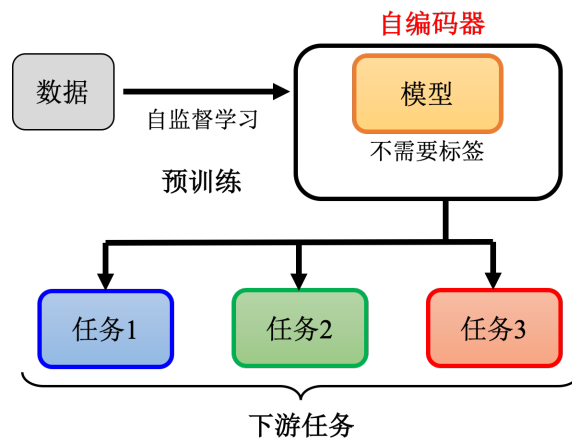 自编码器
数据
模型
自监督学习
不需要标签
预训练
任务1
任务2
任务3
下游任务